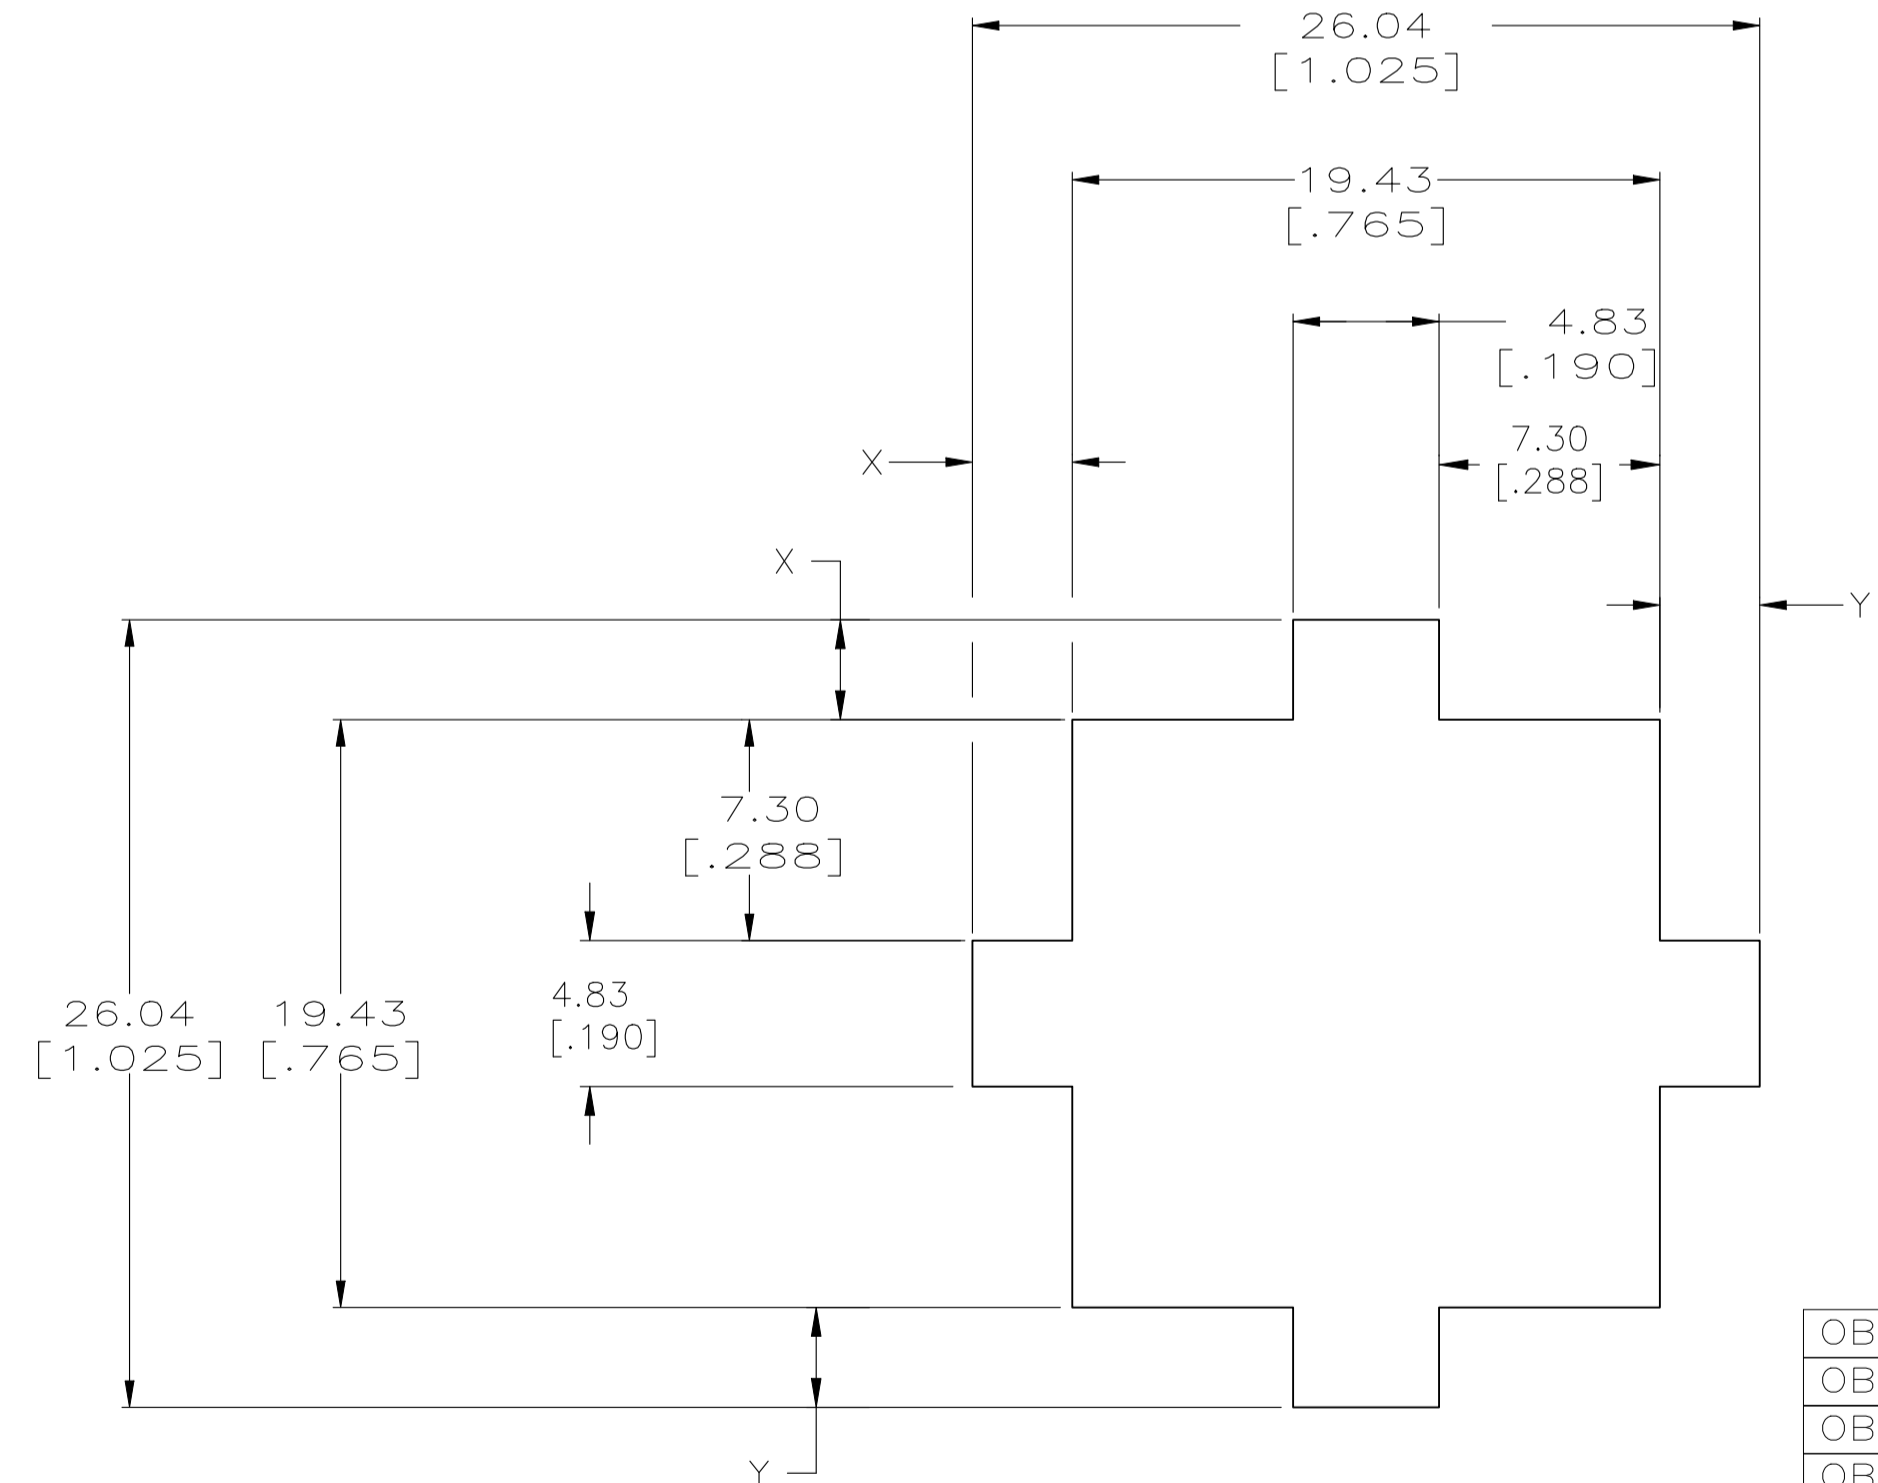 26.04
[1.025]
19.43
[.765]
4.83
[.190]
7.30
[.288]
X
X
Y
7.30
[.288]
4.83
[.190]
26.04
[1.025]
19.43
[.765]
Y
OB
OB
OB
OB